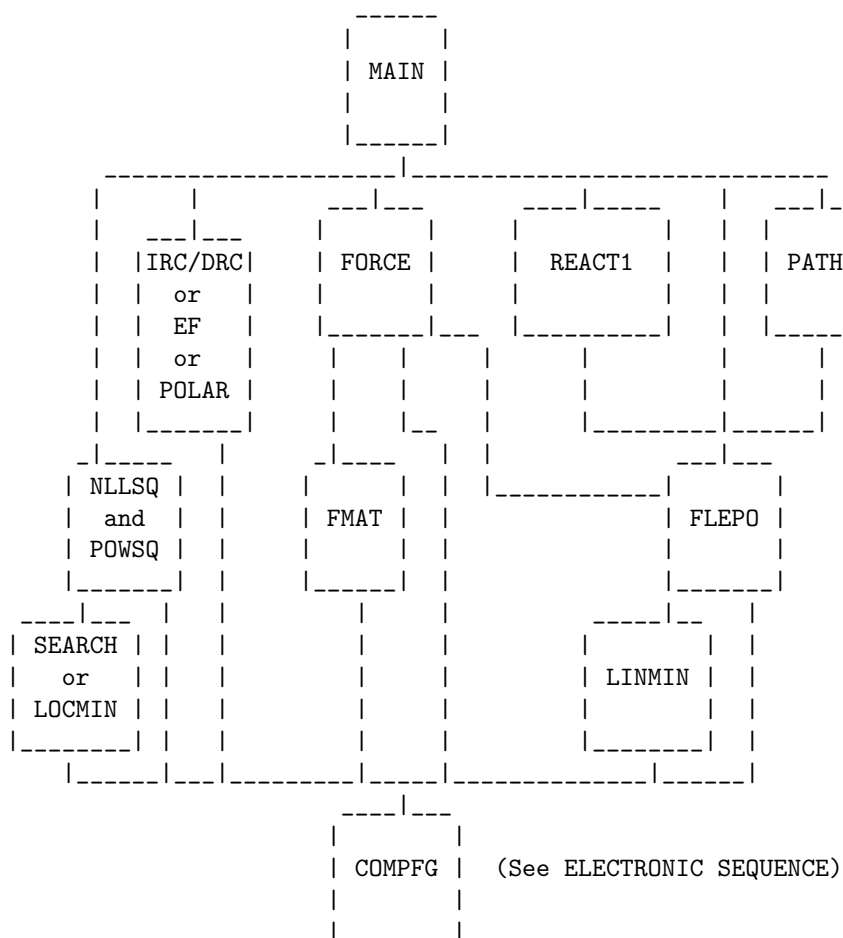 MAIN
IRC/DRC FORCE REACT1 PATH
or
EF
or
POLAR
NLLSQ
and FMAT FLEPO
POWSQ
SEARCH
or LINMIN
LOCMIN
COMPFG (See ELECTRONIC SEQUENCE)